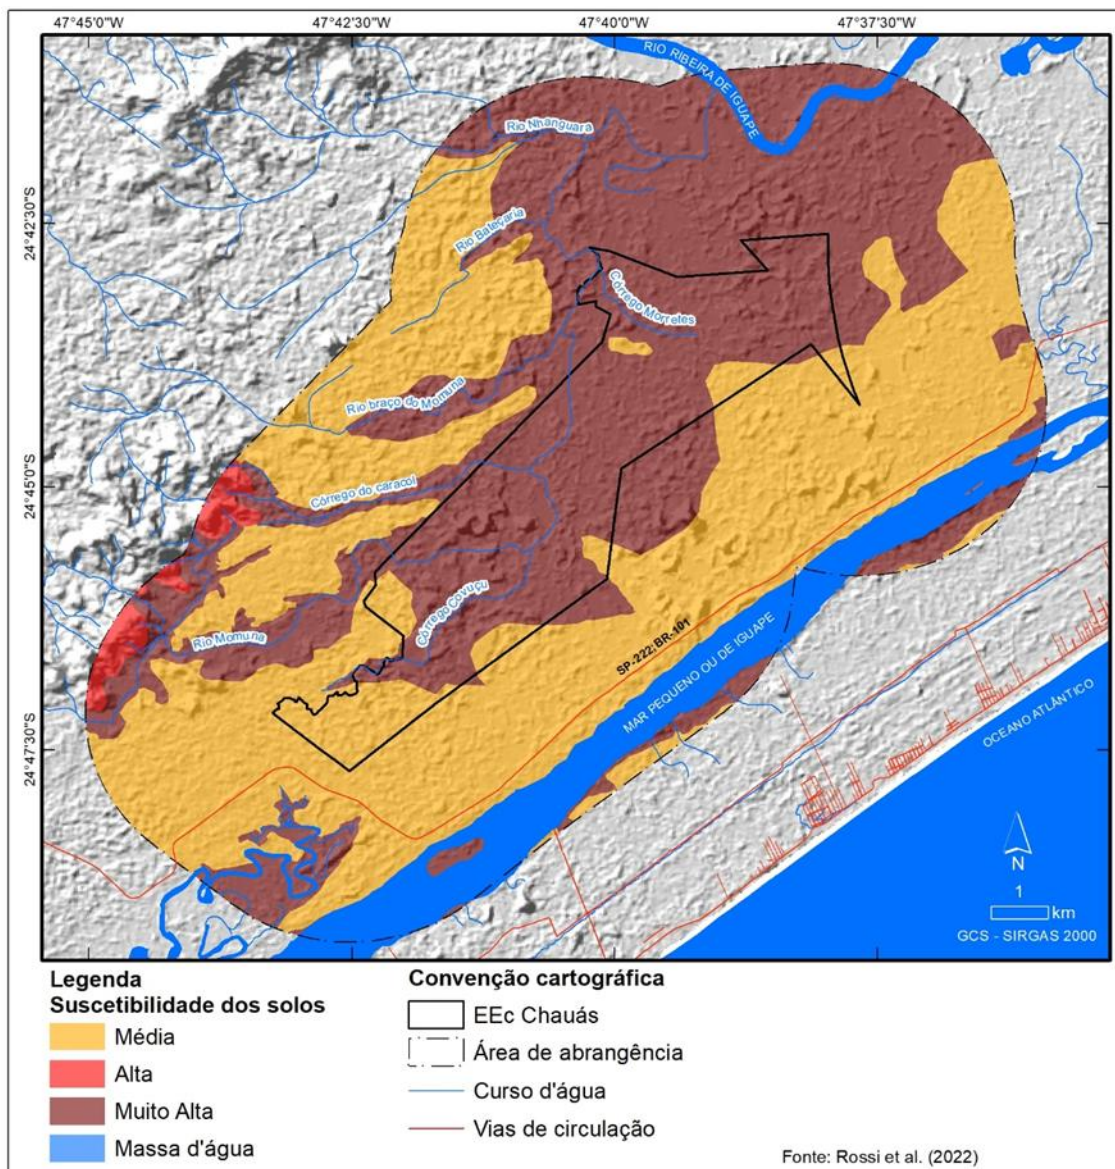 47°45'0"W
47°42'30"W
47°40'0"W
47°37'30"W
24°42'30"S
24°45'0"S
24°47'30"S
RIO RIBEIRA DE IGUAPE
Rio Nhanguara
Rio Bateçaria
Córrego Morretes
Rio braço do Momuna
Córrego do caracol
Rio Momuna
Córrego Covuçu
SP-222;BR-101
MAR PEQUENO OU DE IGUAPE
OCEANO ATLÂNTICO
N
1
km
GCS - SIRGAS 2000
Legenda
Suscetibilidade dos solos
Média
Alta
Muito Alta
Massa d'água
Convenção cartográfica
EEc Chauás
Área de abrangência
Curso d'água
Vias de circulação
Fonte: Rossi et al. (2022)